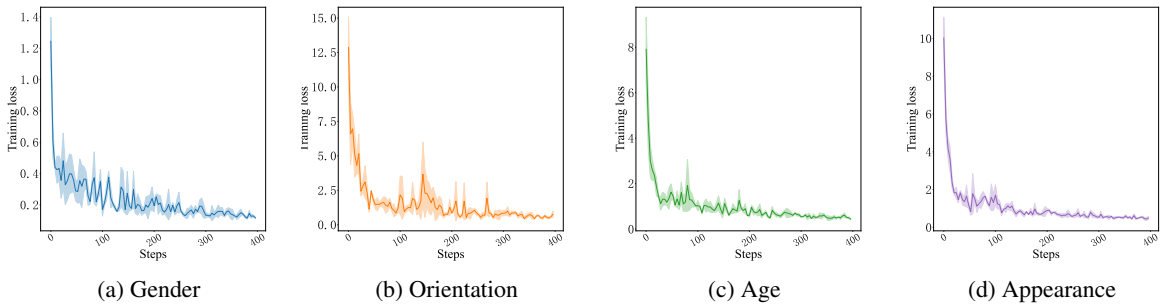 1.4
1.2
1.0
0.8
0.6
0.4
0.2
Training loss
0 100 200 300 400
Steps
(a) Gender
15.0
12.5
10.0
7.5
5.0
2.5
0.0
Training loss
0 100 200 300 400
Steps
(b) Orientation
8
6
4
2
0
Training loss
0 100 200 300 400
Steps
(c) Age
10
8
6
4
2
0
Training loss
0 100 200 300 400
Steps
(d) Appearance